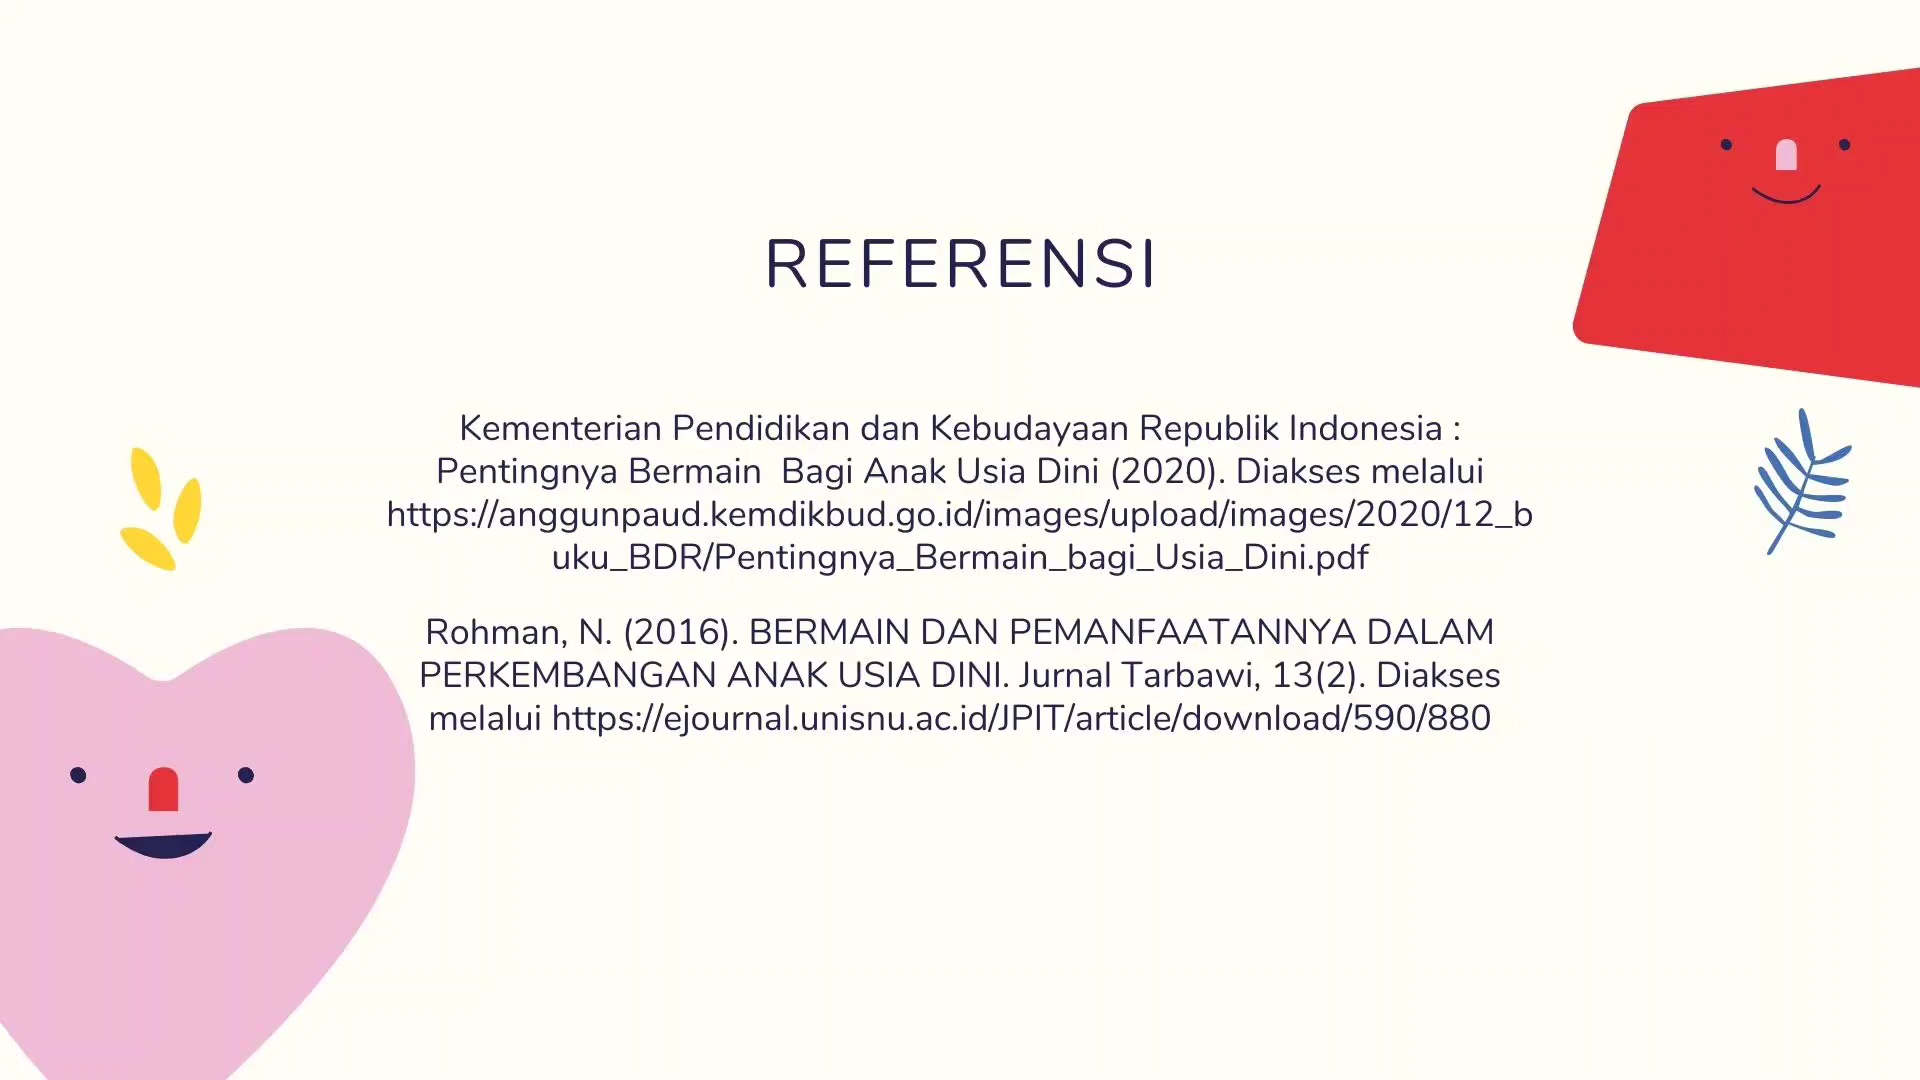 REFERENSI
Kementerian Pendidikan dan Kebudayaan Republik Indonesia :
Pentingnya Bermain  Bagi Anak Usia Dini (2020). Diakses melalui
https://anggunpaud.kemdikbud.go.id/images/upload/images/2020/12_b
uku_BDR/Pentingnya_Bermain_bagi_Usia_Dini.pdf
Rohman, N. (2016). BERMAIN DAN PEMANFAATANNYA DALAM
PERKEMBANGAN ANAK USIA DINI. Jurnal Tarbawi, 13(2). Diakses
melalui https://ejournal.unisnu.ac.id/JPIT/article/download/590/880